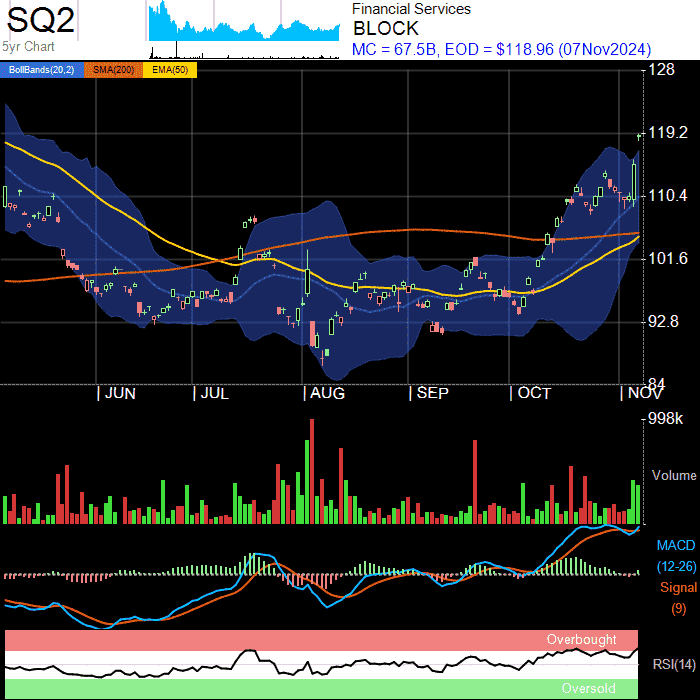 SQ2
5yr Chart
Financial Services
BLOCK
MC = 67.5B, EOD = $118.96 (07Nov2024)
BollBands(20,2) SMA(200) EMA(50)
128
119.2
110.4
101.6
92.8
84
JUN JUL AUG SEP OCT NOV
998k
Volume
MACD
(12-26)
Signal
(9)
Overbought
RSI(14)
Oversold